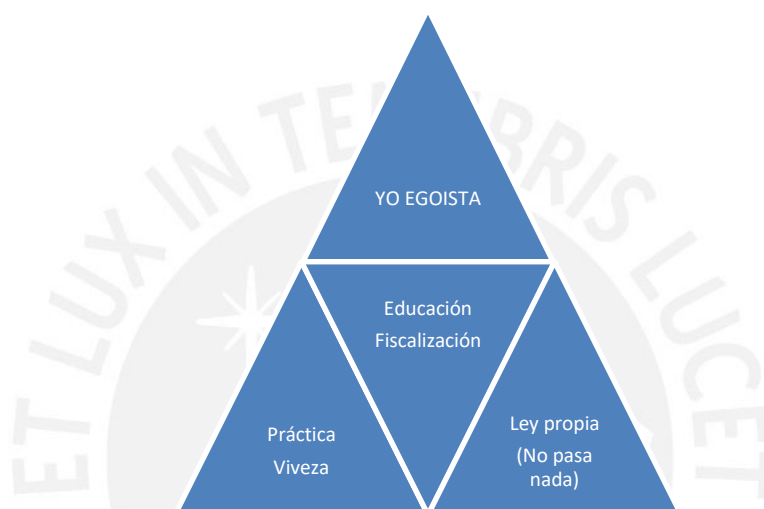 ET LUX IN TENEBRIS LUCET
YO EGOISTA
Educación
Fiscalización
Práctica
Viveza
Ley propia
(No pasa
nada)